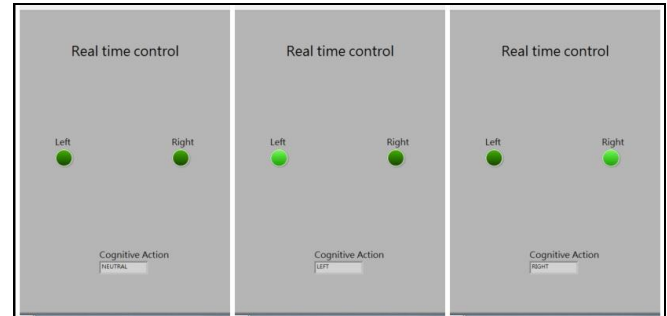 Real time control
Left Right
Cognitive Action
NEUTRAL
Real time control
Left Right
Cognitive Action
LEFT
Real time control
Left Right
Cognitive Action
RIGHT